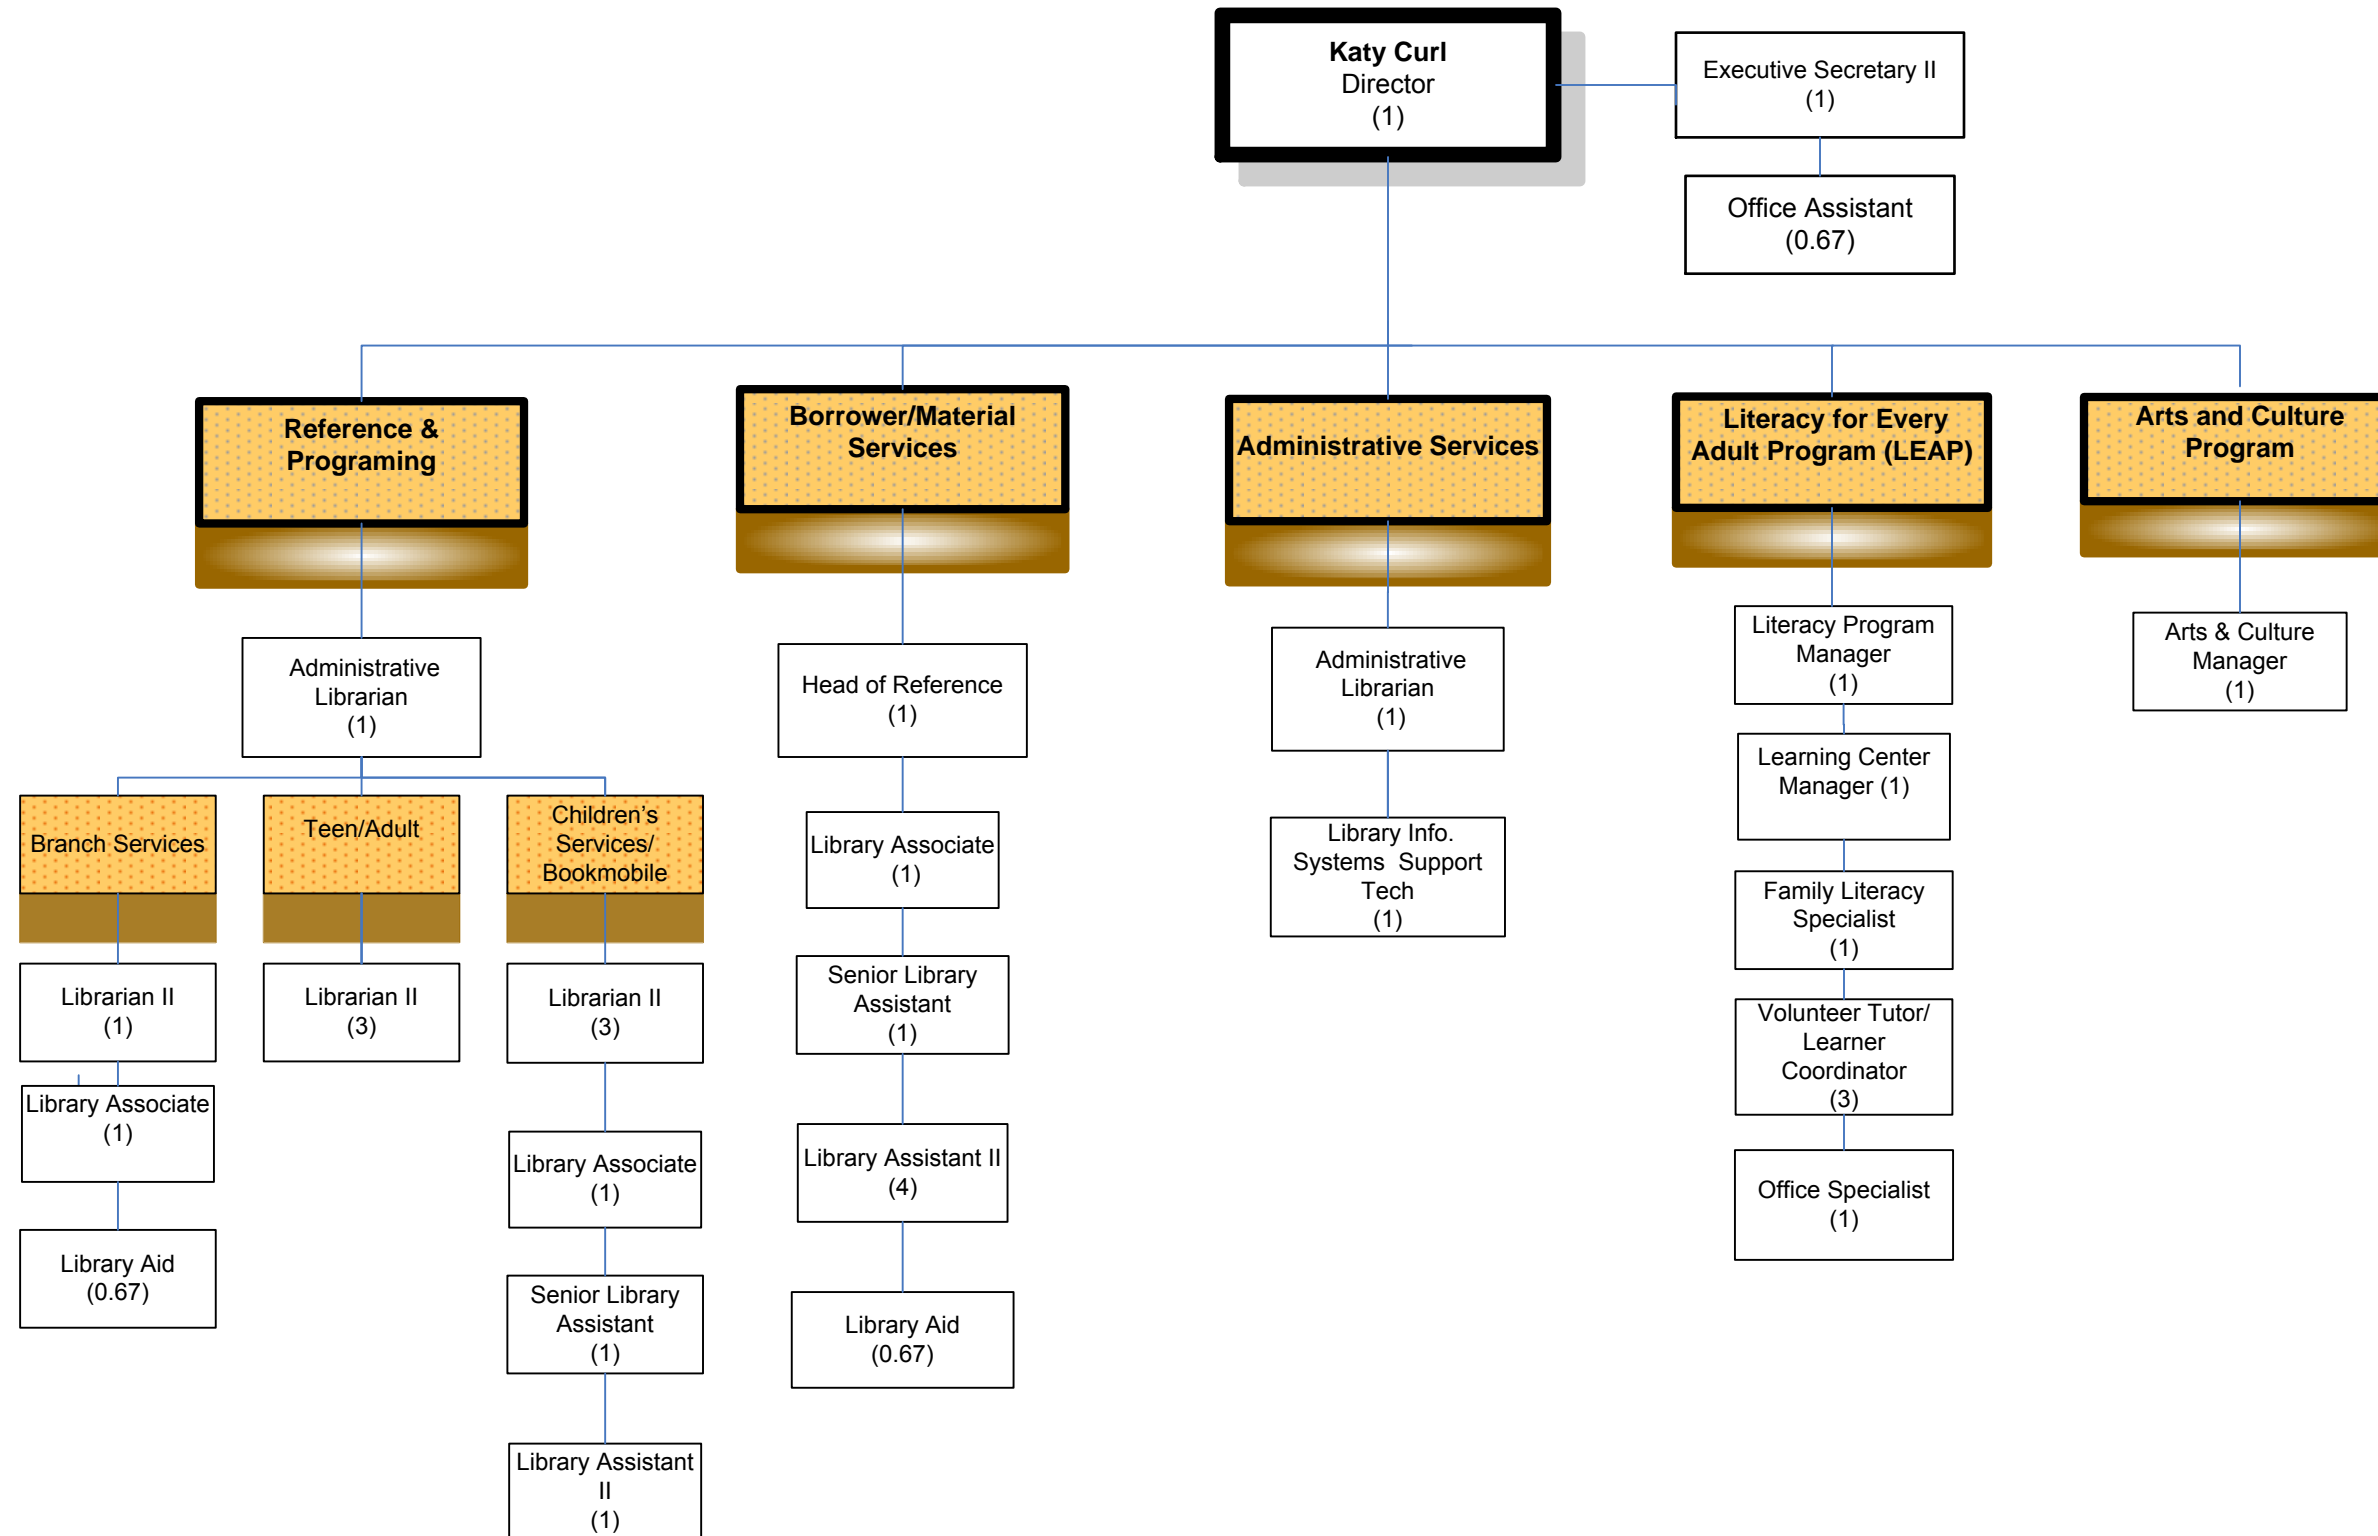 Katy Curl
Director
(1)
Executive Secretary II
(1)
Office Assistant
(0.67)
Reference &
Programing
Borrower/Material
Services
Administrative Services
Literacy for Every
Adult Program (LEAP)
Arts and Culture
Program
Administrative
Librarian
(1)
Branch Services
Librarian II
(1)
Library Associate
(1)
Library Aid
(0.67)
Teen/Adult
Librarian II
(3)
Children’s
Services/
Bookmobile
Librarian II
(3)
Library Associate
(1)
Senior Library
Assistant
(1)
Library Assistant
II
(1)
Head of Reference
(1)
Library Associate
(1)
Senior Library
Assistant
(1)
Library Assistant II
(4)
Library Aid
(0.67)
Administrative
Librarian
(1)
Library Info.
Systems Support
Tech
(1)
Literacy Program
Manager
(1)
Learning Center
Manager (1)
Family Literacy
Specialist
(1)
Volunteer Tutor/
Learner
Coordinator
(3)
Office Specialist
(1)
Arts & Culture
Manager
(1)